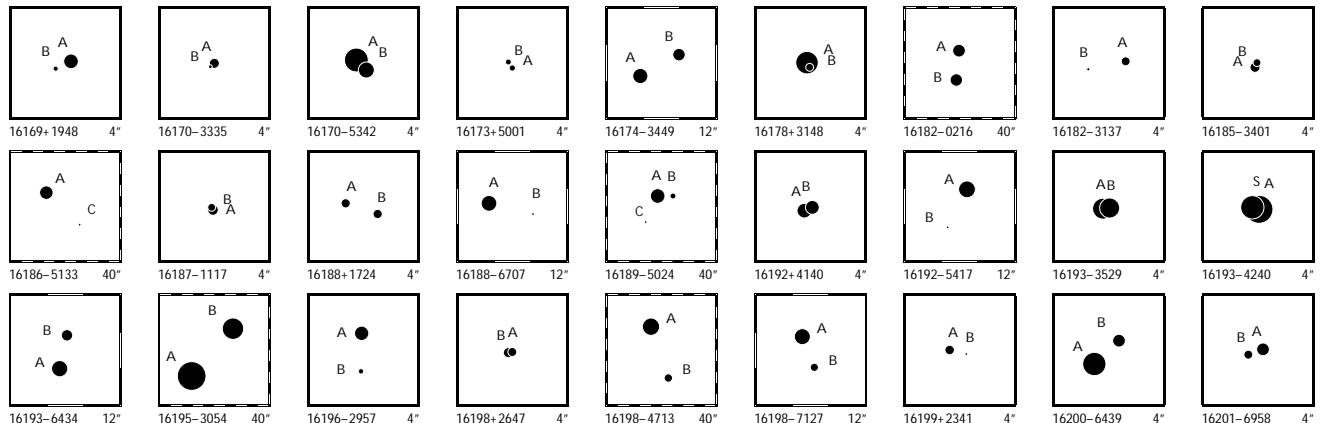 B A A B A B B A A B A B A B B A B A
16169+1948 4″ 16170−3335 4″ 16170−5342 4″ 16173+5001 4″ 16174−3449 12″ 16178+3148 4″ 16182−0216 40″ 16182−3137 4″ 16185−3401 4″
A C B A A B A B A B C A B A B A B S A
16186−5133 40″ 16187−1117 4″ 16188+1724 4″ 16188−6707 12″ 16189−5024 40″ 16192+4140 4″ 16192−5417 12″ 16193−3529 4″ 16193−4240 4″
B A B A A B B A A B A B A B B A B A
16193−6434 12″ 16195−3054 40″ 16196−2957 4″ 16198+2647 4″ 16198−4713 40″ 16198−7127 12″ 16199+2341 4″ 16200−6439 4″ 16201−6958 4″